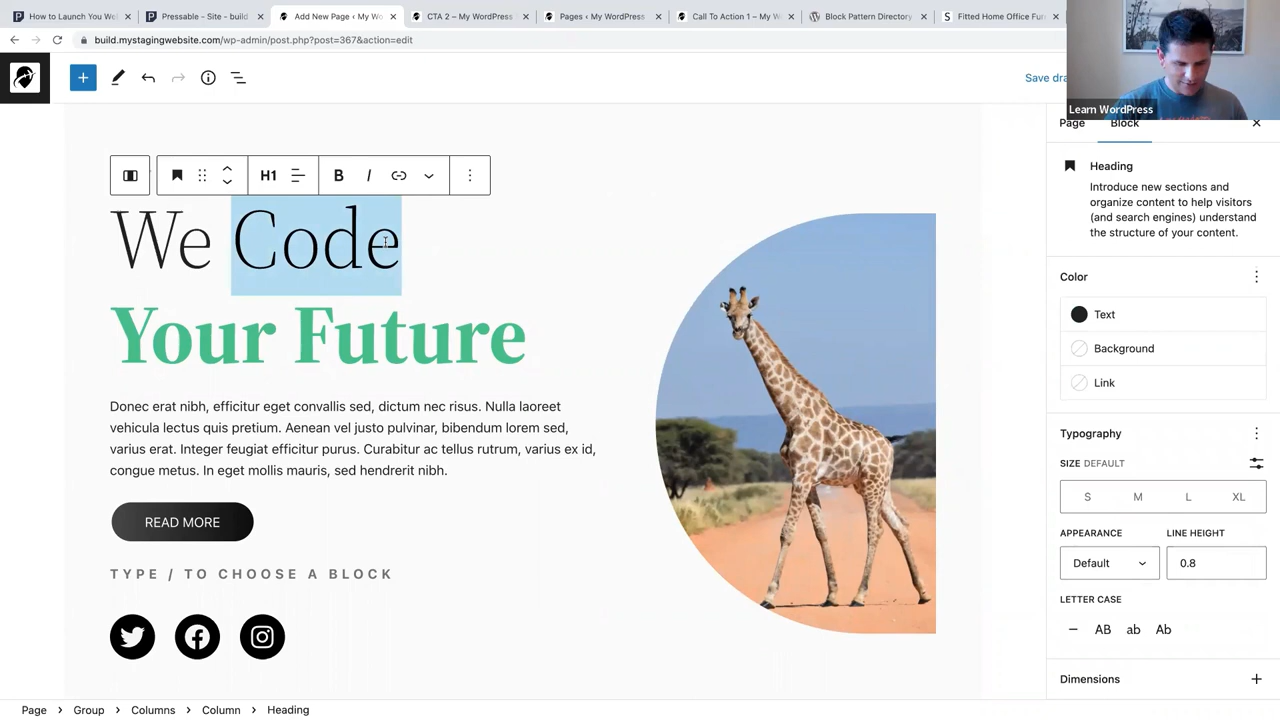 How to Launch You We
Pressable - Site - build
Add New Page ‹ My Wo
CTA 2 – My WordPress
Pages ‹ My WordPress
Call To Action 1 – My W
Block Pattern Directory
Fitted Home Office Fur
build.mystagingwebsite.com/wp-admin/post.php?post=367&action=edit
Save dra
Learn WordPress
Page Block
H1 B I
Heading
Introduce new sections and
organize content to help visitors
(and search engines) understand
the structure of your content.
We Code
Your Future
Donec erat nibh, efficitur eget convallis sed, dictum nec risus. Nulla laoreet
vehicula lectus quis pretium. Aenean vel justo pulvinar, bibendum lorem sed,
varius erat. Integer feugiat efficitur purus. Curabitur ac tellus rutrum, varius ex id,
congue metus. In eget mollis mauris, sed hendrerit nibh.
READ MORE
TYPE / TO CHOOSE A BLOCK
Color
Text
Background
Link
Typography
SIZE DEFAULT
S M L XL
APPEARANCE LINE HEIGHT
Default 0.8
LETTER CASE
– AB ab Ab
Dimensions
Page › Group › Columns › Column › Heading